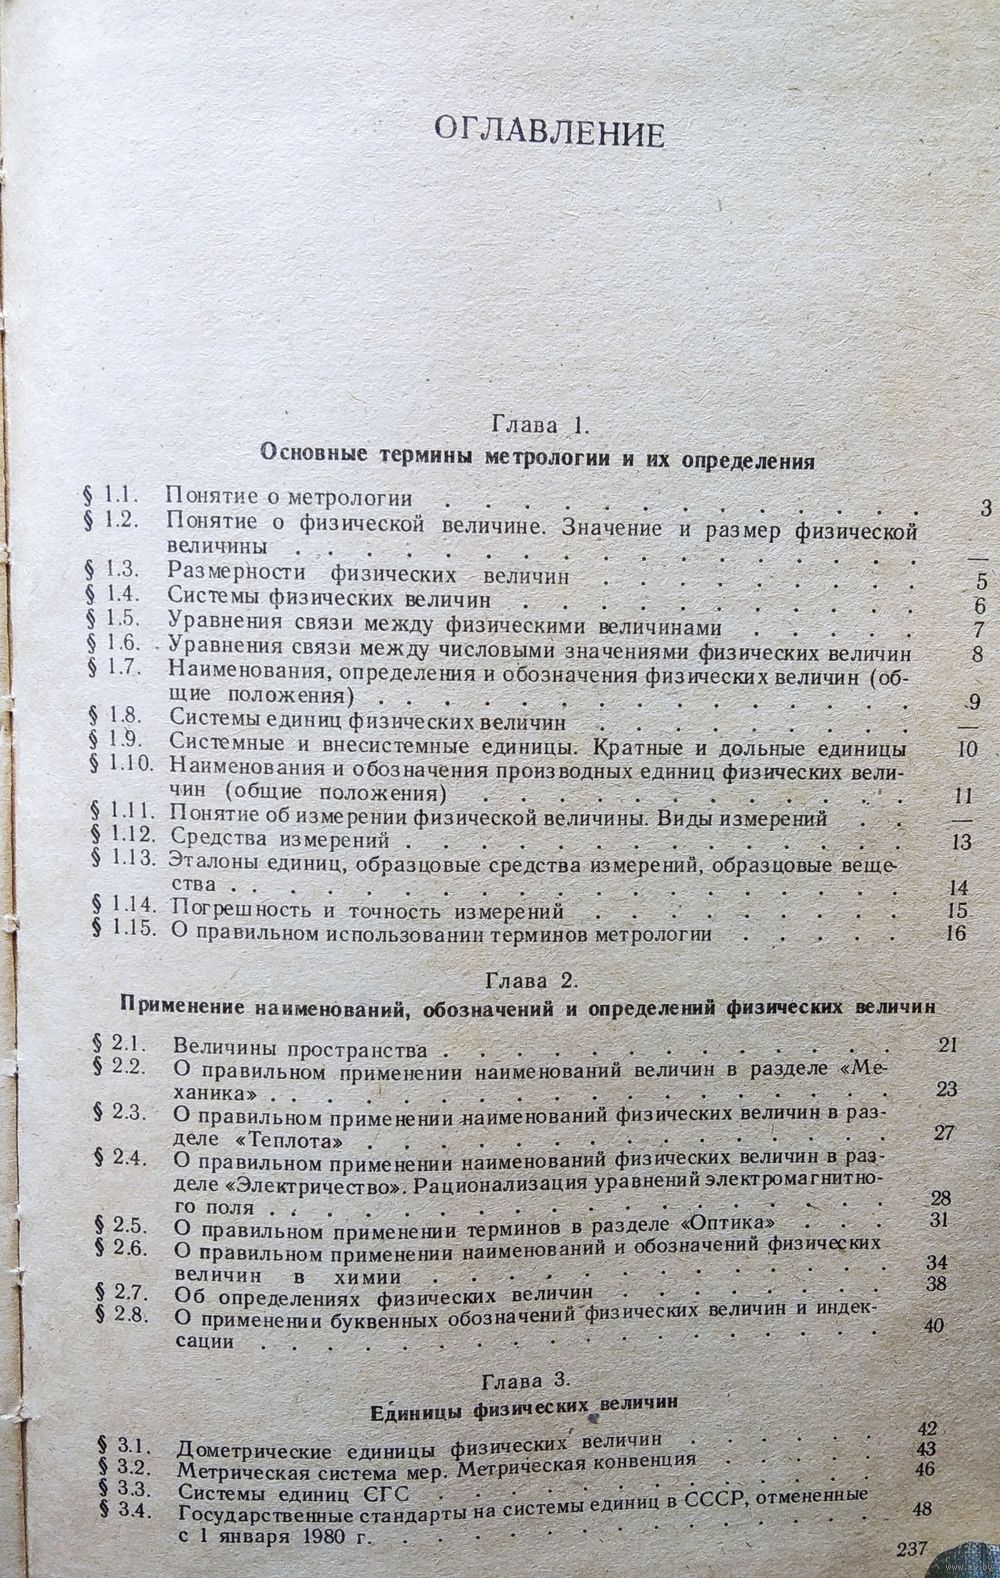 ОГЛАВЛЕНИЕ
Глава 1.
Основные термины метрологии и их определения
§ 1.1. Понятие о метрологии . . . . . . . . . . . . . . 3
§ 1.2. Понятие о физической величине. Значение и размер физической
величины . . . . . . . . . . . . . . . . . —
§ 1.3. Размерности физических величин . . . . . . . . . 5
§ 1.4. Системы физических величин . . . . . . . . . . . 6
§ 1.5. Уравнения связи между физическими величинами . . . . . 7
§ 1.6. Уравнения связи между числовыми значениями физических величин 8
§ 1.7. Наименования, определения и обозначения физических величин (об-
щие положения) . . . . . . . . . . . . . . . 9
§ 1.8. Системы единиц физических величин . . . . . . . . . —
§ 1.9. Системные и внесистемные единицы. Кратные и дольные единицы 10
§ 1.10. Наименования и обозначения производных единиц физических вели-
чин (общие положения) . . . . . . . . . . . . 11
§ 1.11. Понятие об измерении физической величины. Виды измерений . . —
§ 1.12. Средства измерений . . . . . . . . . . . . . . 13
§ 1.13. Эталоны единиц, образцовые средства измерений, образцовые веще-
ства . . . . . . . . . . . . . . . . . . . 14
§ 1.14. Погрешность и точность измерений . . . . . . . . . 15
§ 1.15. О правильном использовании терминов метрологии . . . . . 16
Глава 2.
Применение наименований, обозначений и определений физических величин
§ 2.1. Величины пространства . . . . . . . . . . . . . 21
§ 2.2. О правильном применении наименований величин в разделе «Ме-
ханика» . . . . . . . . . . . . . . . . . . 23
§ 2.3. О правильном применении наименований физических величин в раз-
деле «Теплота» . . . . . . . . . . . . . . . 27
§ 2.4. О правильном применении наименований физических величин в раз-
деле «Электричество». Рационализация уравнений электромагнитно-
го поля . . . . . . . . . . . . . . . . . . 28
§ 2.5. О правильном применении терминов в разделе «Оптика» . . . 31
§ 2.6. О правильном применении наименований и обозначений физических
величин в химии . . . . . . . . . . . . . . 34
§ 2.7. Об определениях физических величин . . . . . . . . 38
§ 2.8. О применении буквенных обозначений физических величин и индек-
сации . . . . . . . . . . . . . . . . . . 40
Глава 3.
Единицы физических величин
§ 3.1. Дометрические единицы физических величин . . . . . . 42
§ 3.2. Метрическая система мер. Метрическая конвенция . . . . . 43
§ 3.3. Системы единиц СГС . . . . . . . . . . . . . 46
§ 3.4. Государственные стандарты на системы единиц в СССР, отмененные
с 1 января 1980 г. . . . . . . . . . . . . . . 48
237
www.ay.by